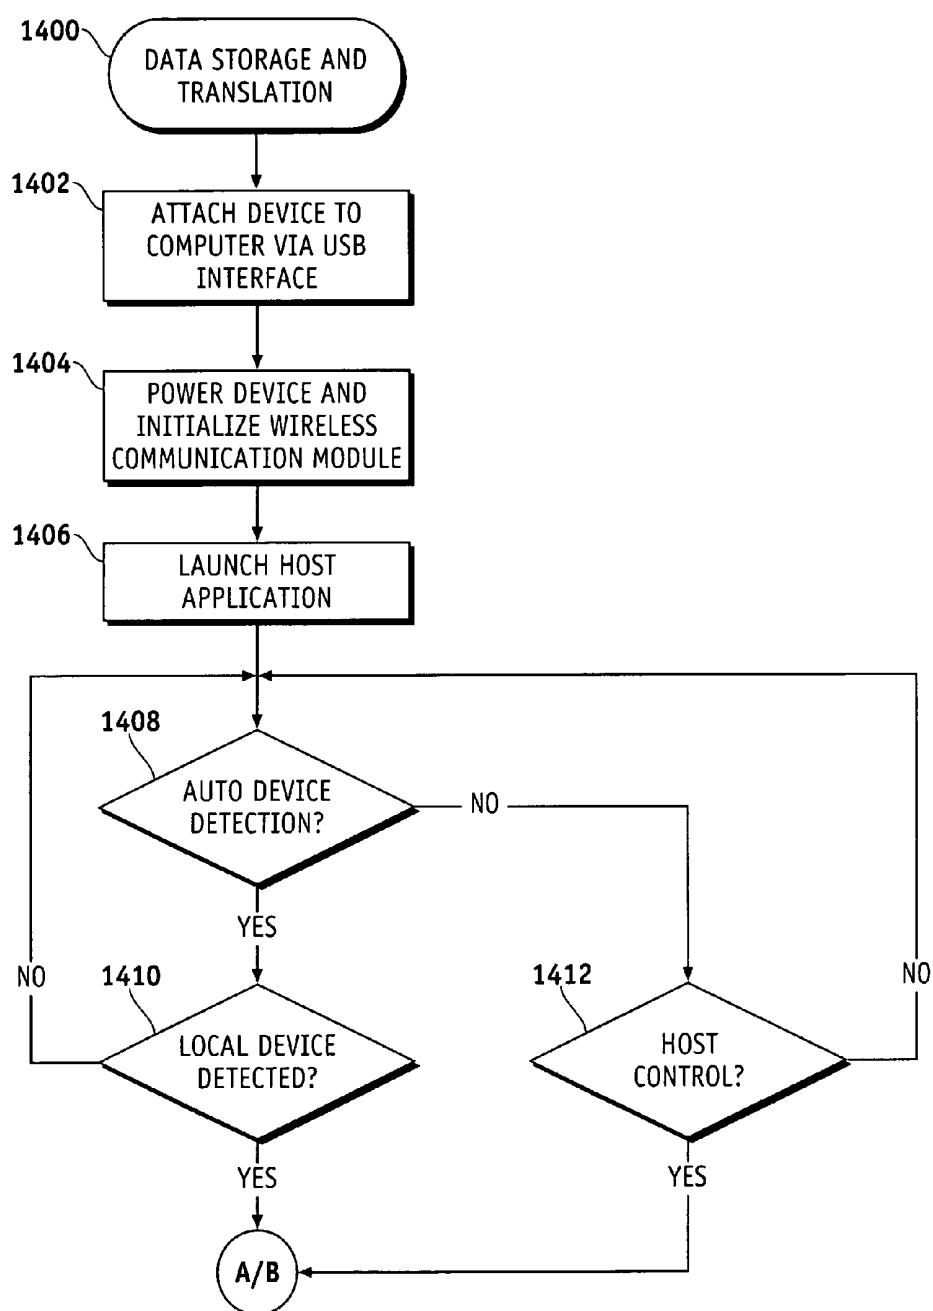 1400
DATA STORAGE AND
TRANSLATION
1402
ATTACH DEVICE TO
COMPUTER VIA USB
INTERFACE
1404
POWER DEVICE AND
INITIALIZE WIRELESS
COMMUNICATION MODULE
1406
LAUNCH HOST
APPLICATION
1408
AUTO DEVICE
DETECTION?
NO
YES
NO
1410
LOCAL DEVICE
DETECTED?
1412
HOST
CONTROL?
NO
YES
YES
A/B